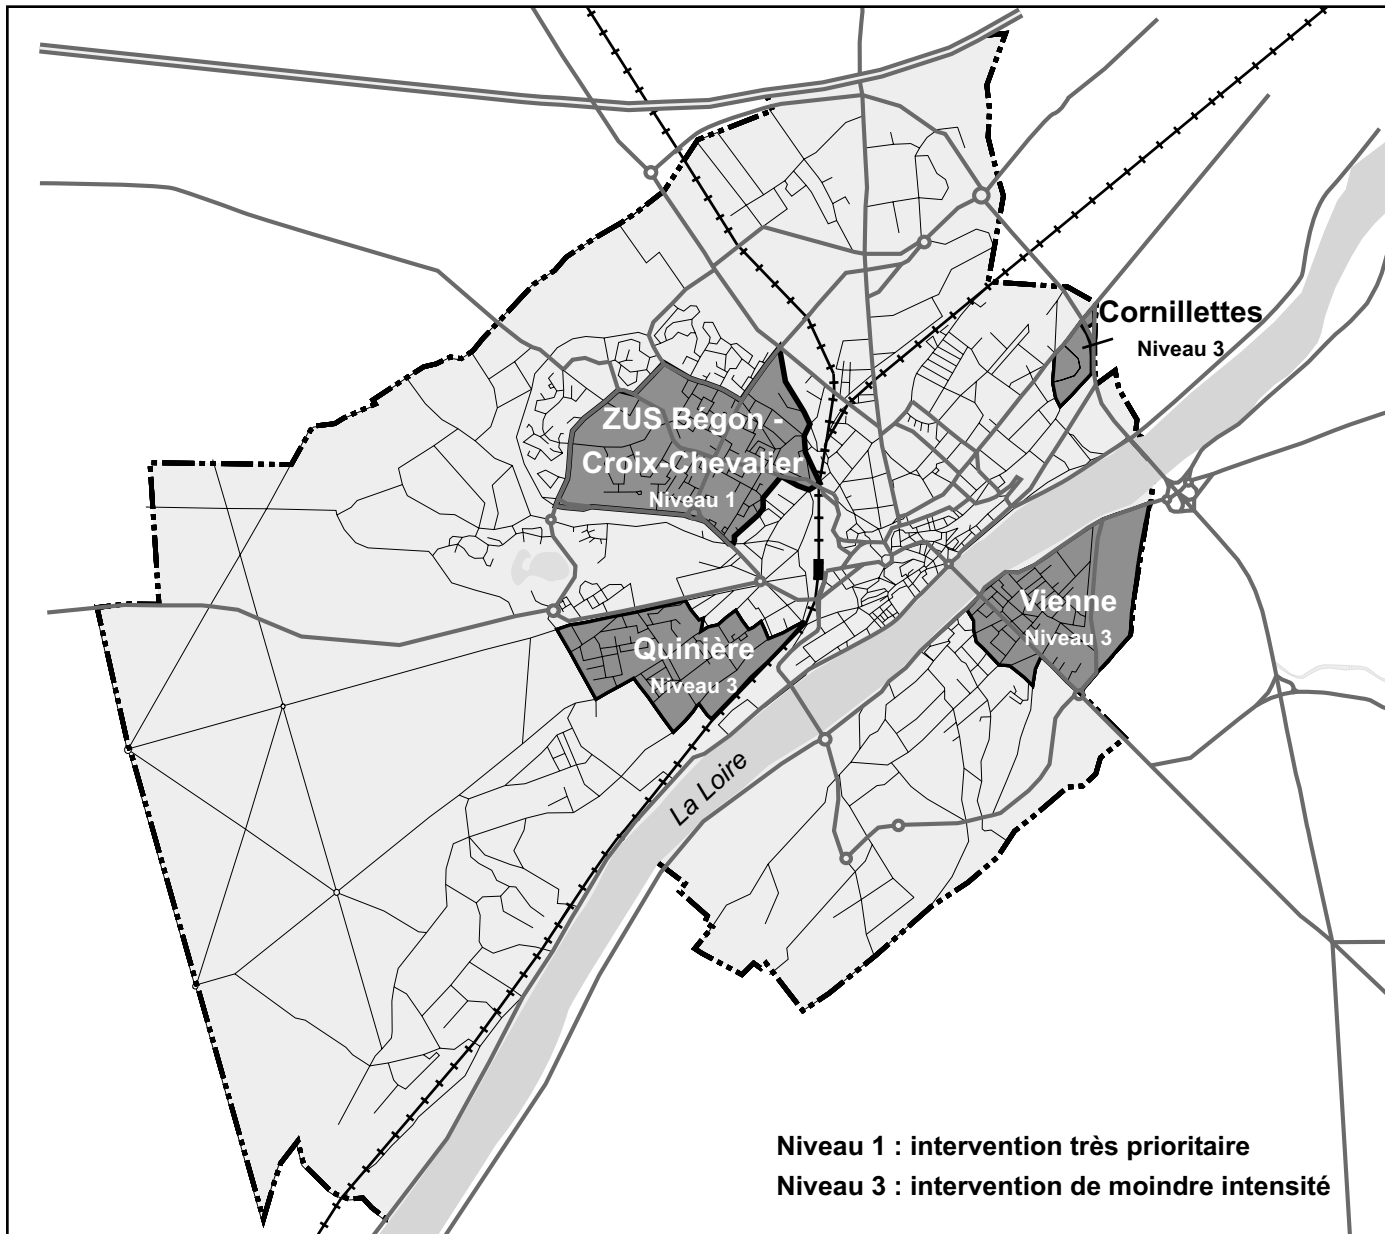 Cornillettes
Niveau 3
ZUS Bégon -
Croix-Chevalier
Niveau 1
Vienne
Niveau 3
Quinière
Niveau 3
La Loire
Niveau 1 : intervention très prioritaire
Niveau 3 : intervention de moindre intensité